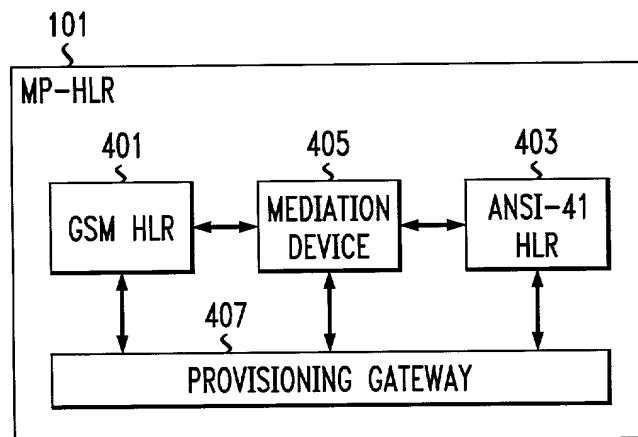 101
MP-HLR
401
405
403
GSM HLR
MEDIATION
DEVICE
ANSI-41
HLR
407
PROVISIONING GATEWAY